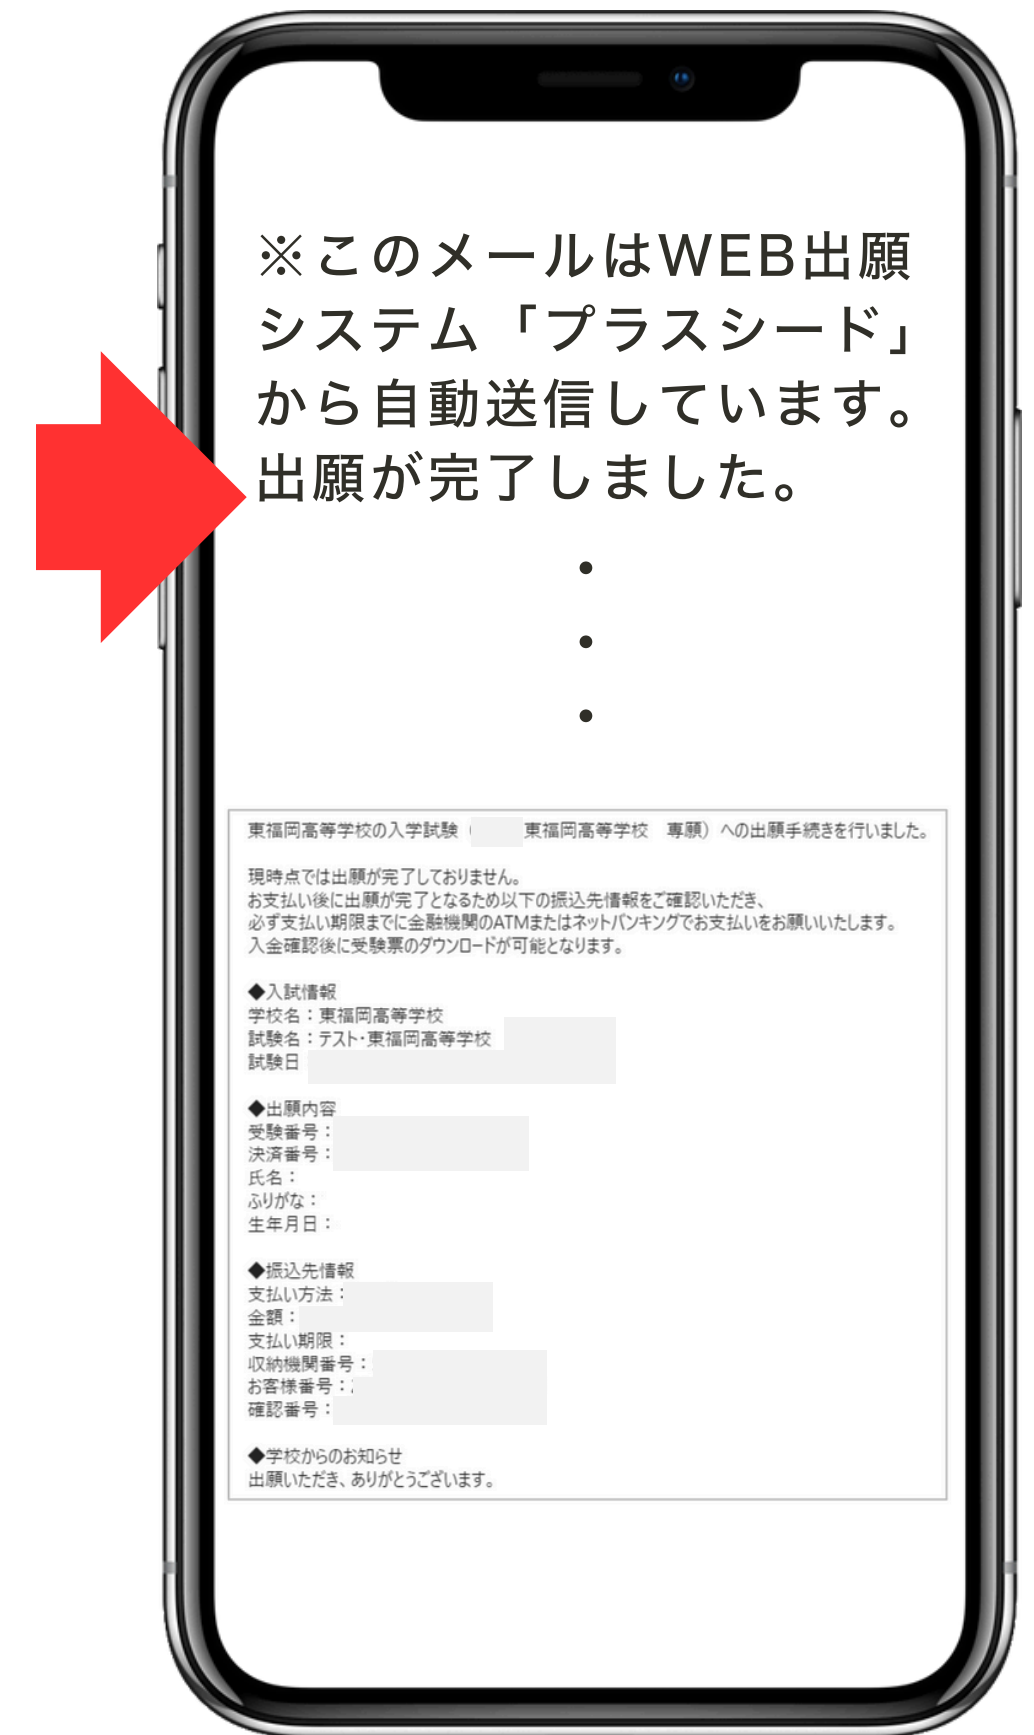 ※このメールはWEB出願
システム「プラスシード」
から自動送信しています。
出願が完了しました。
・
・
・
東福岡高等学校の入学試験（ 東福岡高等学校　専願）への出願手続きを行いました。
現時点では出願が完了しておりません。
お支払い後に出願が完了となるため以下の振込先情報をご確認いただき、
必ず支払い期限までに金融機関のATMまたはネットバンキングでお支払いをお願いいたします。
入金確認後に受験票のダウンロードが可能となります。
◆入試情報
学校名：東福岡高等学校
試験名：テスト・東福岡高等学校
試験日
◆出願内容
受験番号：
決済番号：
氏名：
ふりがな：
生年月日：
◆振込先情報
支払い方法：
金額：
支払い期限：
収納機関番号：
お客様番号：
確認番号：
◆学校からのお知らせ
出願いただき、ありがとうございます。